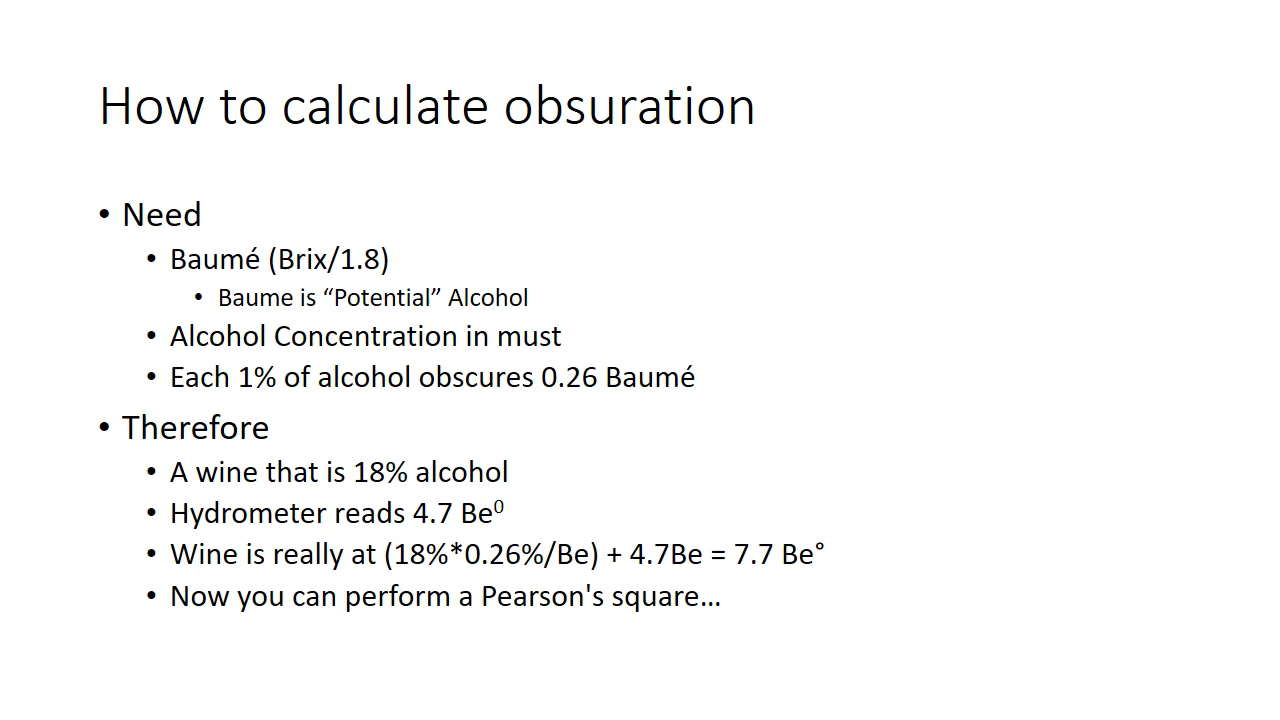 How to calculate obsuration
• Need
• Baumé (Brix/1.8)
• Baume is “Potential” Alcohol
• Alcohol Concentration in must
• Each 1% of alcohol obscures 0.26 Baumé
• Therefore
• A wine that is 18% alcohol
• Hydrometer reads 4.7 Be⁰
• Wine is really at (18%*0.26%/Be) + 4.7Be = 7.7 Be°
• Now you can perform a Pearson's square…